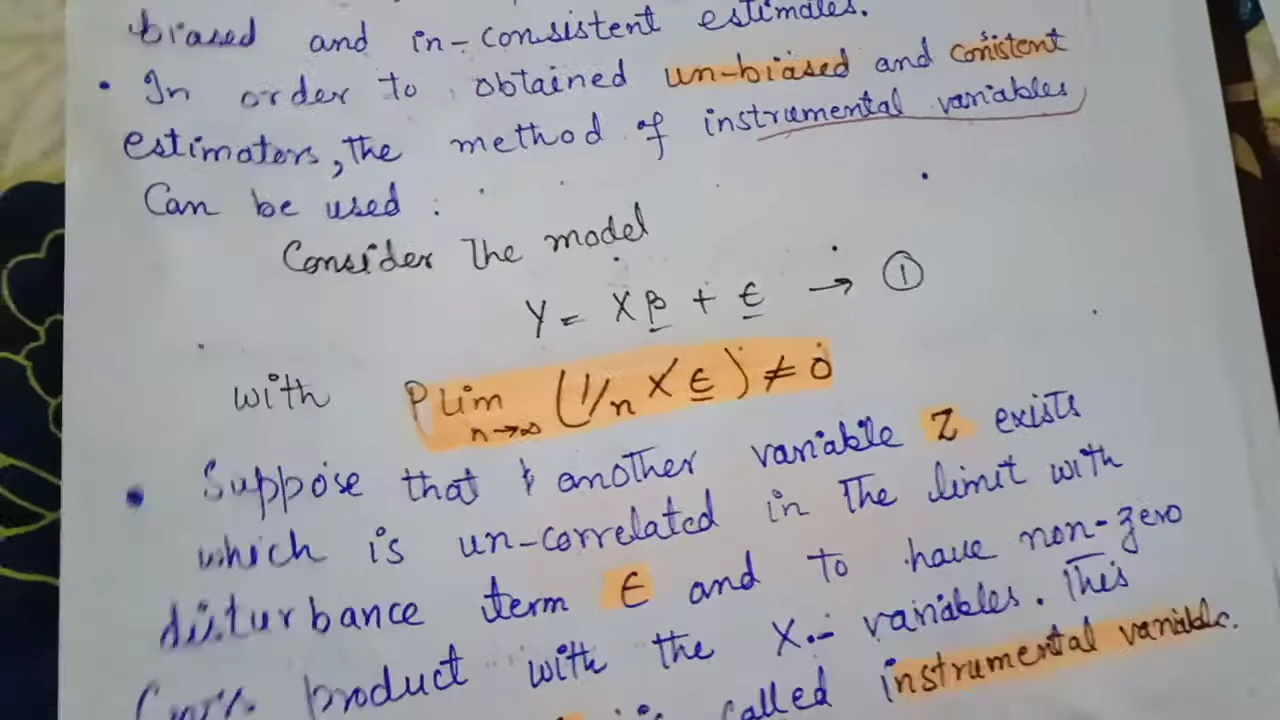 biased and in-consistent estimates.
• In order to obtained un-biased and consistent
estimators, the method of instrumental variables
Can be used :
Consider the model
Y = Xβ + ε → ①
with Plim (1/n Xε) ≠ 0
n→∞
• Suppose that another variable Z exists
which is un-correlated in the limit with
disturbance term ε and to have non-zero
product with the X - variables. This
called instrumental variable.